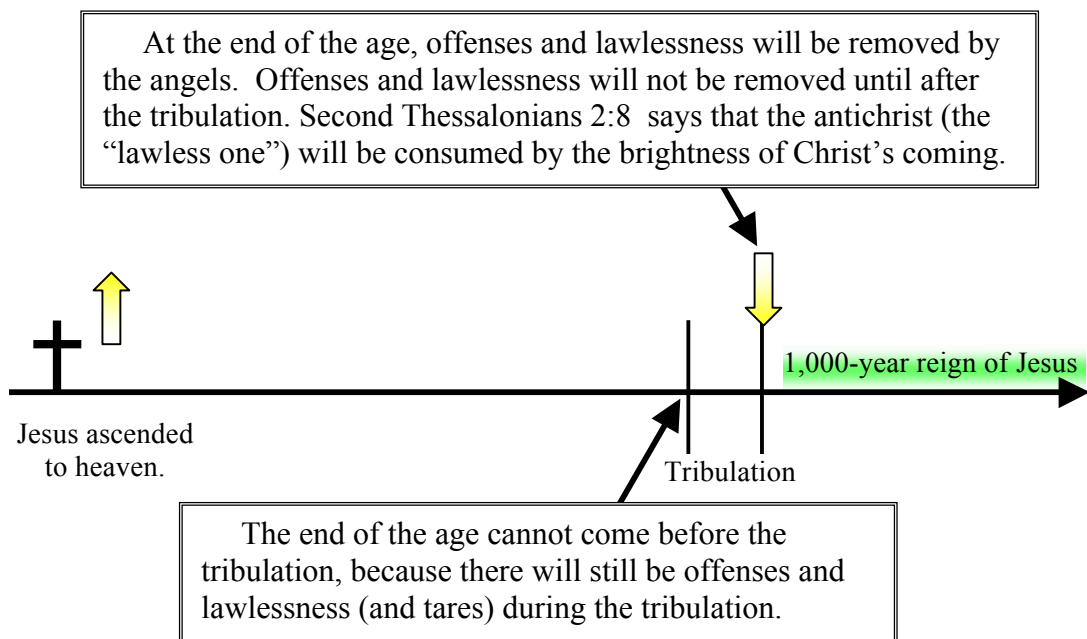 At the end of the age, offenses and lawlessness will be removed by
the angels.  Offenses and lawlessness will not be removed until after
the tribulation. Second Thessalonians 2:8  says that the antichrist (the
“lawless one”) will be consumed by the brightness of Christ’s coming.
1,000-year reign of Jesus
Jesus ascended
to heaven.
Tribulation
The end of the age cannot come before the
tribulation, because there will still be offenses and
lawlessness (and tares) during the tribulation.